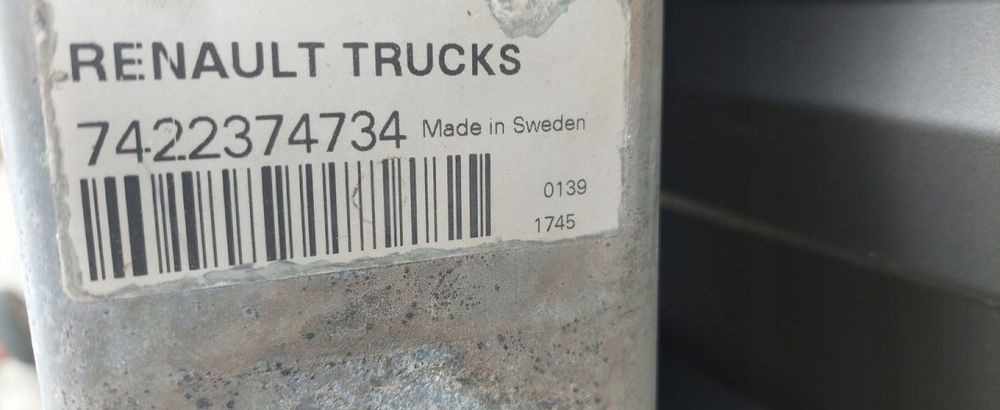 RENAULT TRUCKS
7422374734 Made in Sweden
0139
1745